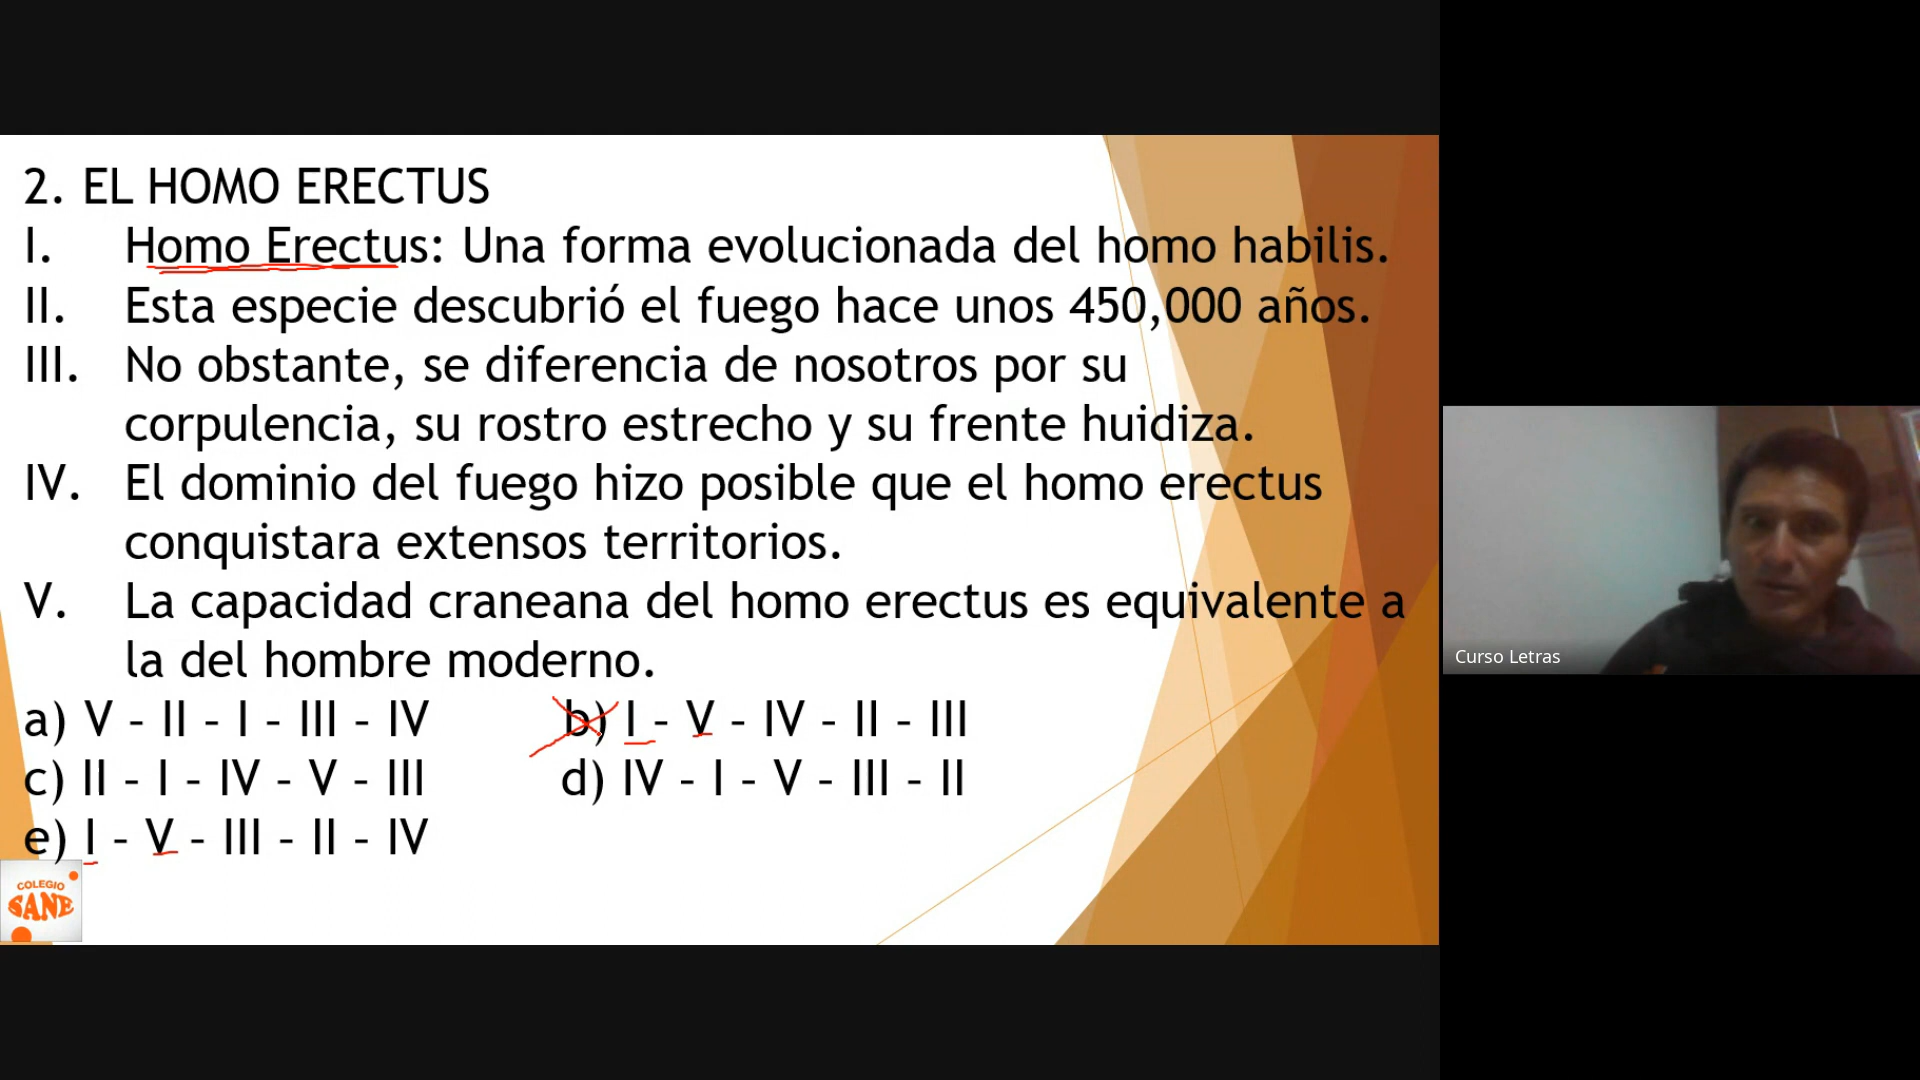 2. EL HOMO ERECTUS
I. Homo Erectus: Una forma evolucionada del homo habilis.
II. Esta especie descubrió el fuego hace unos 450,000 años.
III. No obstante, se diferencia de nosotros por su
corpulencia, su rostro estrecho y su frente huidiza.
IV. El dominio del fuego hizo posible que el homo erectus
conquistara extensos territorios.
V. La capacidad craneana del homo erectus es equivalente a
la del hombre moderno.
a) V – II – I – III – IV b) I – V – IV – II – III
c) II – I – IV – V – III d) IV – I – V – III – II
e) I – V – III – II – IV
COLEGIO
SANE
Curso Letras